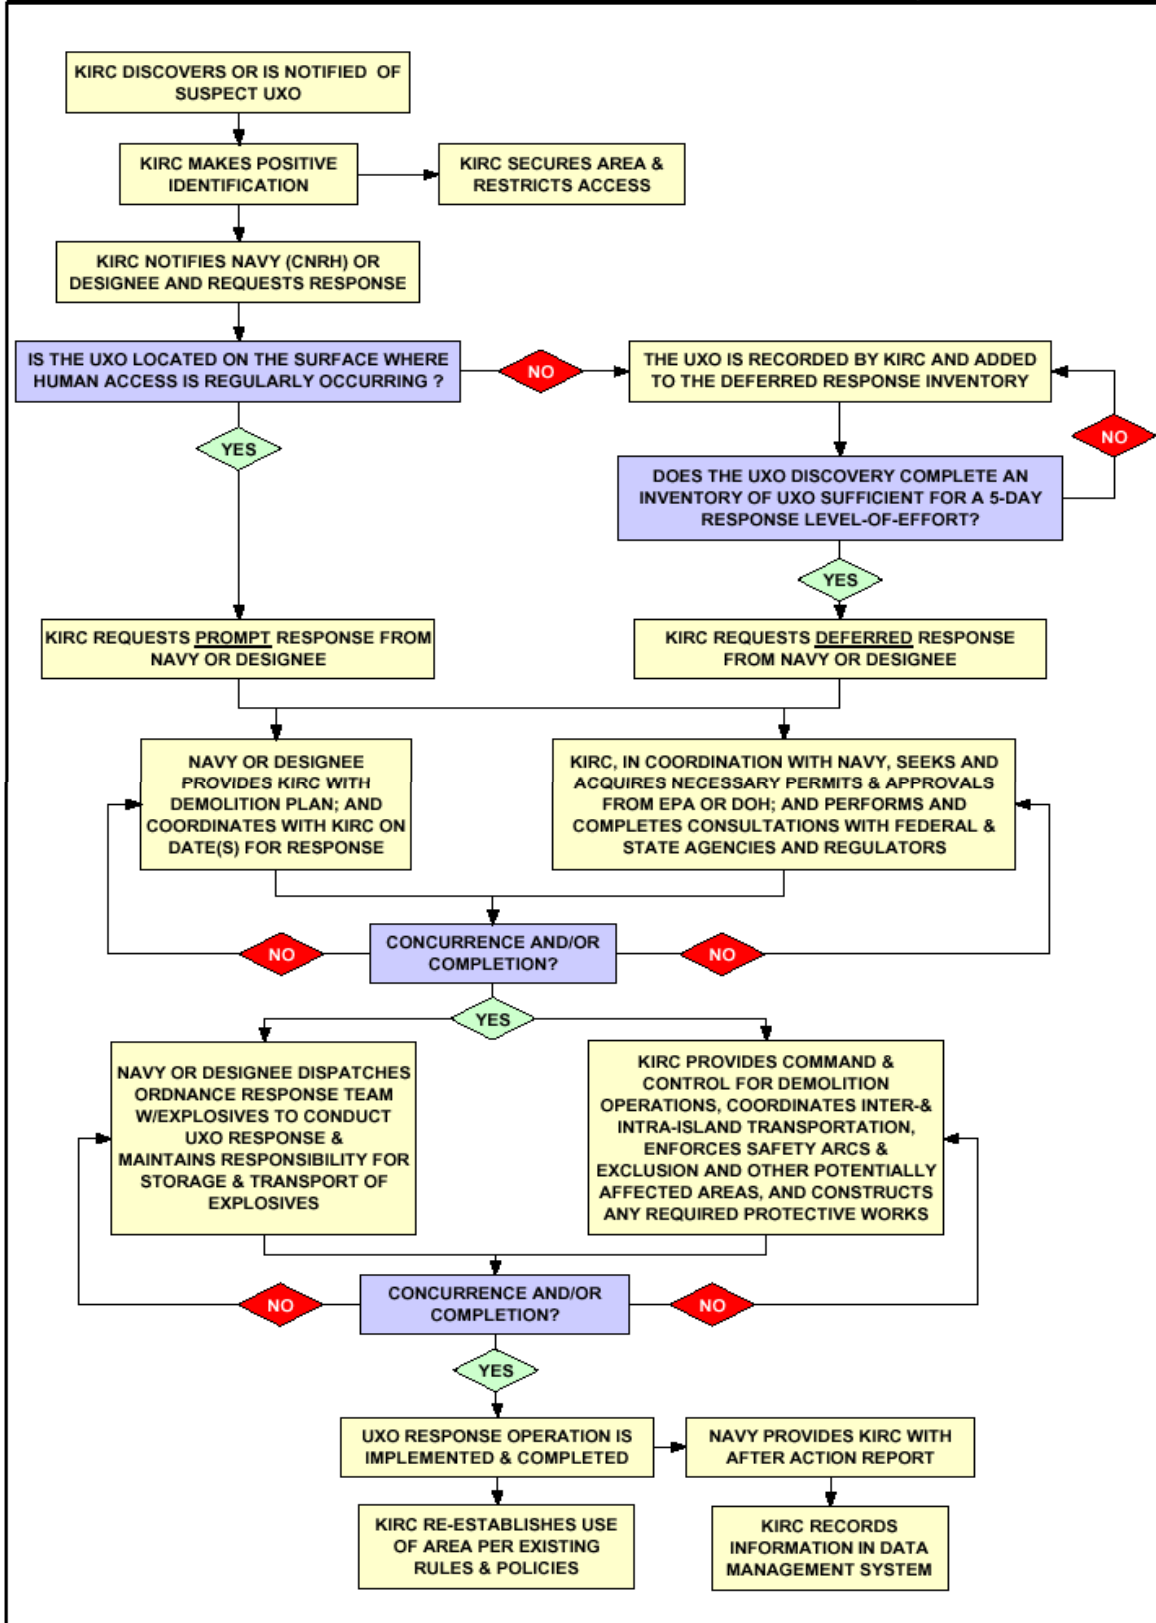 KIRC DISCOVERS OR IS NOTIFIED OF
SUSPECT UXO
KIRC MAKES POSITIVE
IDENTIFICATION
KIRC SECURES AREA &
RESTRICTS ACCESS
KIRC NOTIFIES NAVY (CNRH) OR
DESIGNEE AND REQUESTS RESPONSE
IS THE UXO LOCATED ON THE SURFACE WHERE
HUMAN ACCESS IS REGULARLY OCCURRING ?
NO
THE UXO IS RECORDED BY KIRC AND ADDED
TO THE DEFERRED RESPONSE INVENTORY
YES
NO
DOES THE UXO DISCOVERY COMPLETE AN
INVENTORY OF UXO SUFFICIENT FOR A 5-DAY
RESPONSE LEVEL-OF-EFFORT?
YES
KIRC REQUESTS PROMPT RESPONSE FROM
NAVY OR DESIGNEE
KIRC REQUESTS DEFERRED RESPONSE
FROM NAVY OR DESIGNEE
NAVY OR DESIGNEE
PROVIDES KIRC WITH
DEMOLITION PLAN; AND
COORDINATES WITH KIRC ON
DATE(S) FOR RESPONSE
KIRC, IN COORDINATION WITH NAVY, SEEKS AND
ACQUIRES NECESSARY PERMITS & APPROVALS
FROM EPA OR DOH; AND PERFORMS AND
COMPLETES CONSULTATIONS WITH FEDERAL &
STATE AGENCIES AND REGULATORS
NO
CONCURRENCE AND/OR
COMPLETION?
NO
YES
NAVY OR DESIGNEE DISPATCHES
ORDNANCE RESPONSE TEAM
W/EXPLOSIVES TO CONDUCT
UXO RESPONSE &
MAINTAINS RESPONSIBILITY FOR
STORAGE & TRANSPORT OF
EXPLOSIVES
KIRC PROVIDES COMMAND &
CONTROL FOR DEMOLITION
OPERATIONS, COORDINATES INTER-&
INTRA-ISLAND TRANSPORTATION,
ENFORCES SAFETY ARCS &
EXCLUSION AND OTHER POTENTIALLY
AFFECTED AREAS, AND CONSTRUCTS
ANY REQUIRED PROTECTIVE WORKS
NO
CONCURRENCE AND/OR
COMPLETION?
NO
YES
UXO RESPONSE OPERATION IS
IMPLEMENTED & COMPLETED
NAVY PROVIDES KIRC WITH
AFTER ACTION REPORT
KIRC RE-ESTABLISHES USE
OF AREA PER EXISTING
RULES & POLICIES
KIRC RECORDS
INFORMATION IN DATA
MANAGEMENT SYSTEM